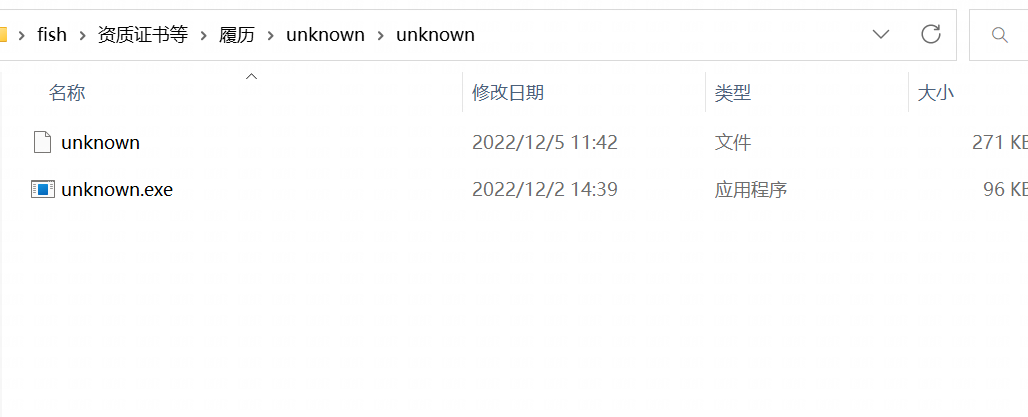 fish > 资质证书等 > 履历 > unknown > unknown
名称 修改日期 类型 大小
unknown 2022/12/5 11:42 文件 271 KB
unknown.exe 2022/12/2 14:39 应用程序 96 KB